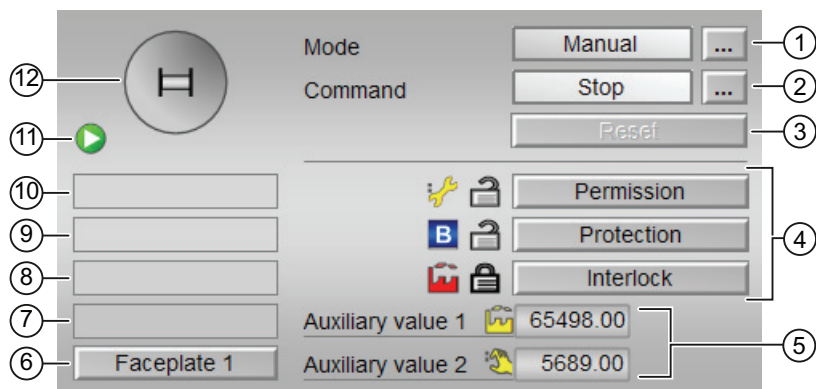 Mode Manual ... 1
12 Command Stop ... 2
11 Reset 3
10 Permission
9 B Protection 4
8 Interlock
7 Auxiliary value 1 65498.00
5
6 Faceplate 1 Auxiliary value 2 5689.00